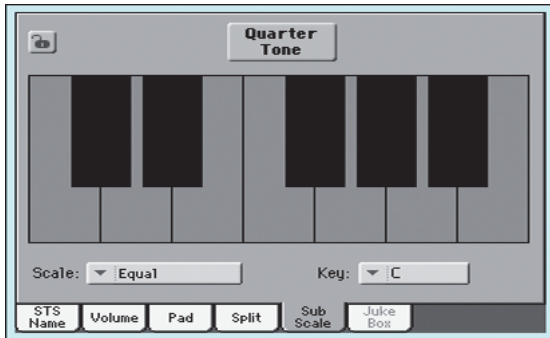 Quarter
Tone
Scale: Equal
Key: C
STS
Name
Volume
Pad
Split
Sub
Scale
Juke
Box